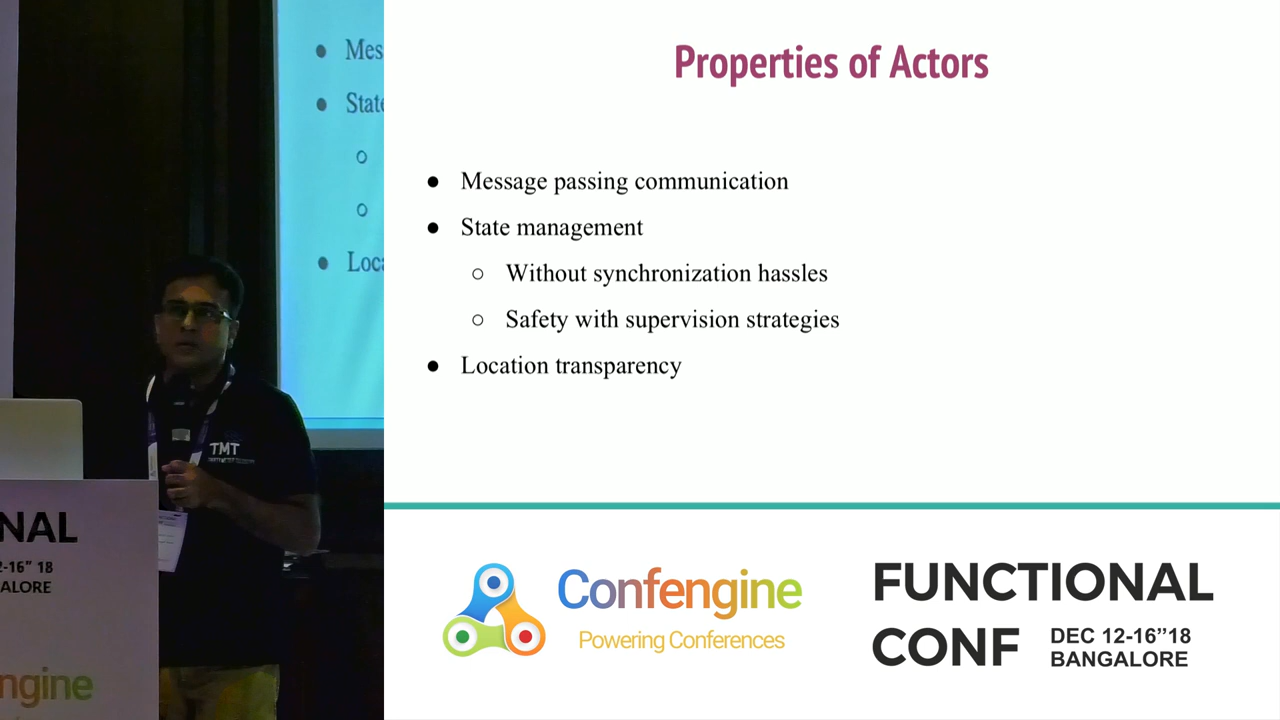 Mes
State
Loca
TMT
NAL
2-16" 18
ALORE
ngine
Properties of Actors
● Message passing communication
● State management
○ Without synchronization hassles
○ Safety with supervision strategies
● Location transparency
Confengine
Powering Conferences
FUNCTIONAL
CONF
DEC 12-16”18
BANGALORE